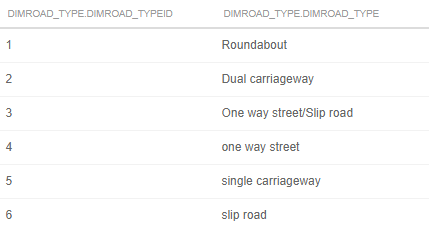 DIMROAD_TYPE.DIMROAD_TYPEID DIMROAD_TYPE.DIMROAD_TYPE
1 Roundabout
2 Dual carriageway
3 One way street/Slip road
4 one way street
5 single carriageway
6 slip road